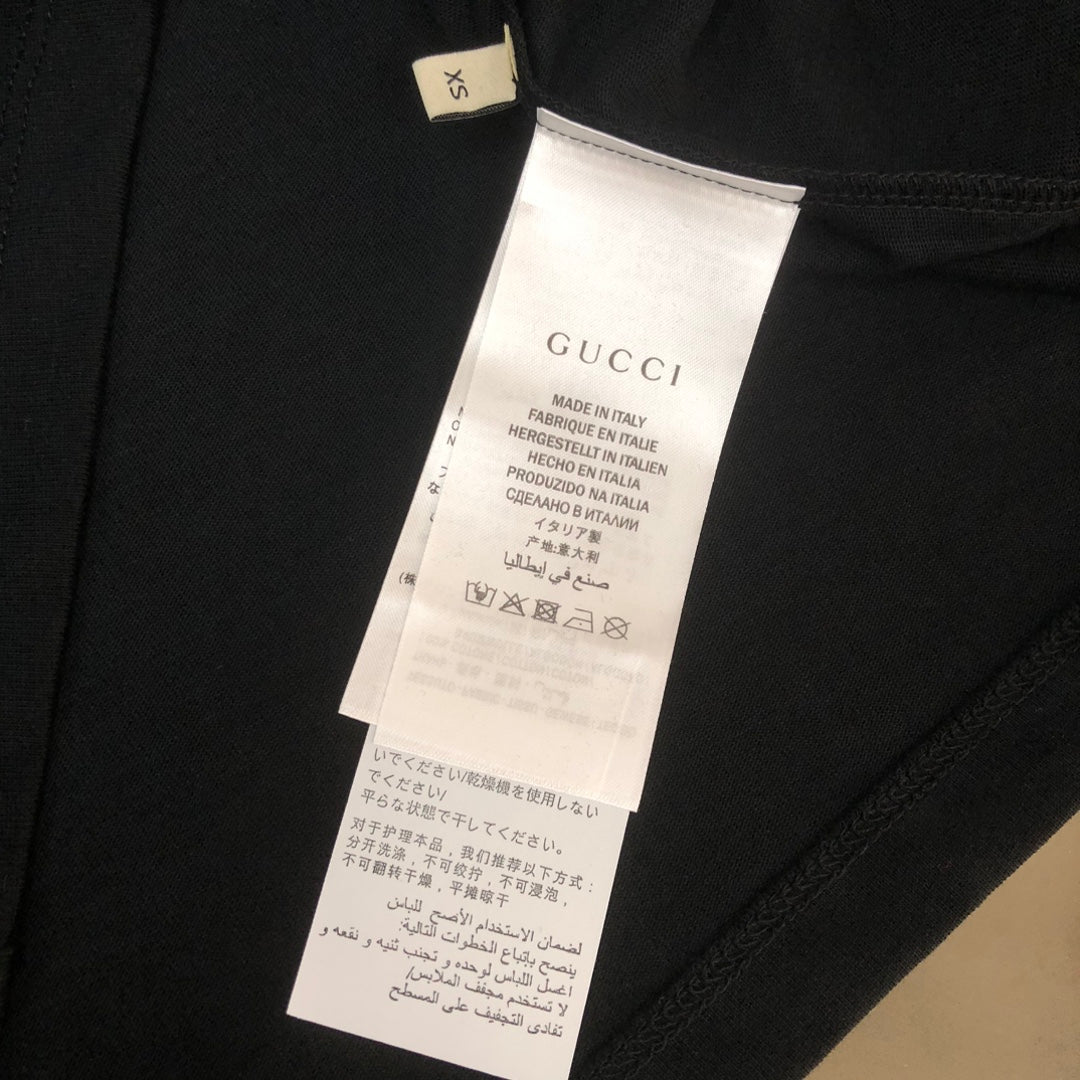 XS
GUCCI
MADE IN ITALY
FABRIQUE EN ITALIE
HERGESTELLT IN ITALIEN
HECHO EN ITALIA
PRODUZIDO NA ITALIA
СДЕЛАНО В ИТАЛИИ
イタリア製
产地:意大利
صنع في إيطاليا
(株
いでください/乾燥機を使用しない
でください/
平らな状態で干してください。
对于护理本品，我们推荐以下方式：
分开洗涤，不可绞拧，不可浸泡，
不可翻转干燥，平摊晾干
لضمان الاستخدام الأصح للباس
ينصح بإتباع الخطوات التالية:
اغسل اللباس لوحده و تجنب ثنيه و نقعه و
لا تستخدم مجفف الملابس/
تفادى التجفيف على المسطح